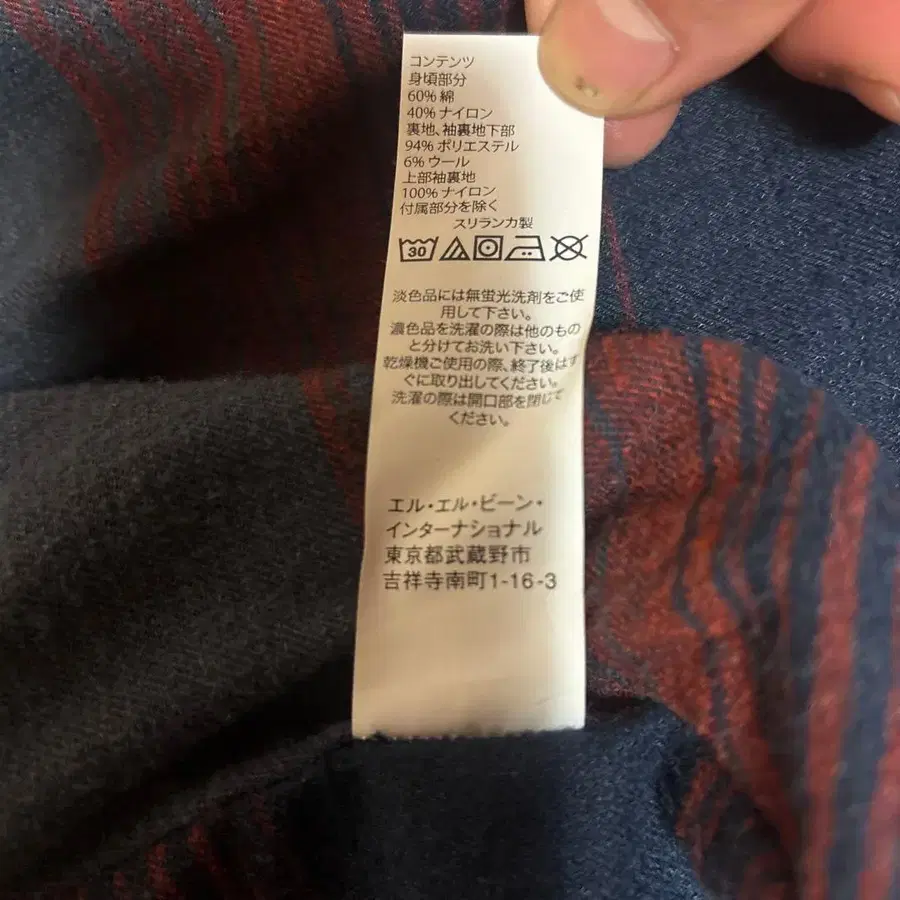 コンテンツ
身頃部分
60% 綿
40% ナイロン
裏地、袖裏地下部
94% ポリエステル
6% ウール
上部袖裏地
100% ナイロン
付属部分を除く
スリランカ製
30
淡色品には無蛍光洗剤をご使
用して下さい。
濃色品を洗濯の際は他のもの
と分けてお洗い下さい。
乾燥機ご使用の際、終了後はす
ぐに取り出してください。
洗濯の際は開口部を閉じて
ください。
エル・エル・ビーン・
インターナショナル
東京都武蔵野市
吉祥寺南町1-16-3